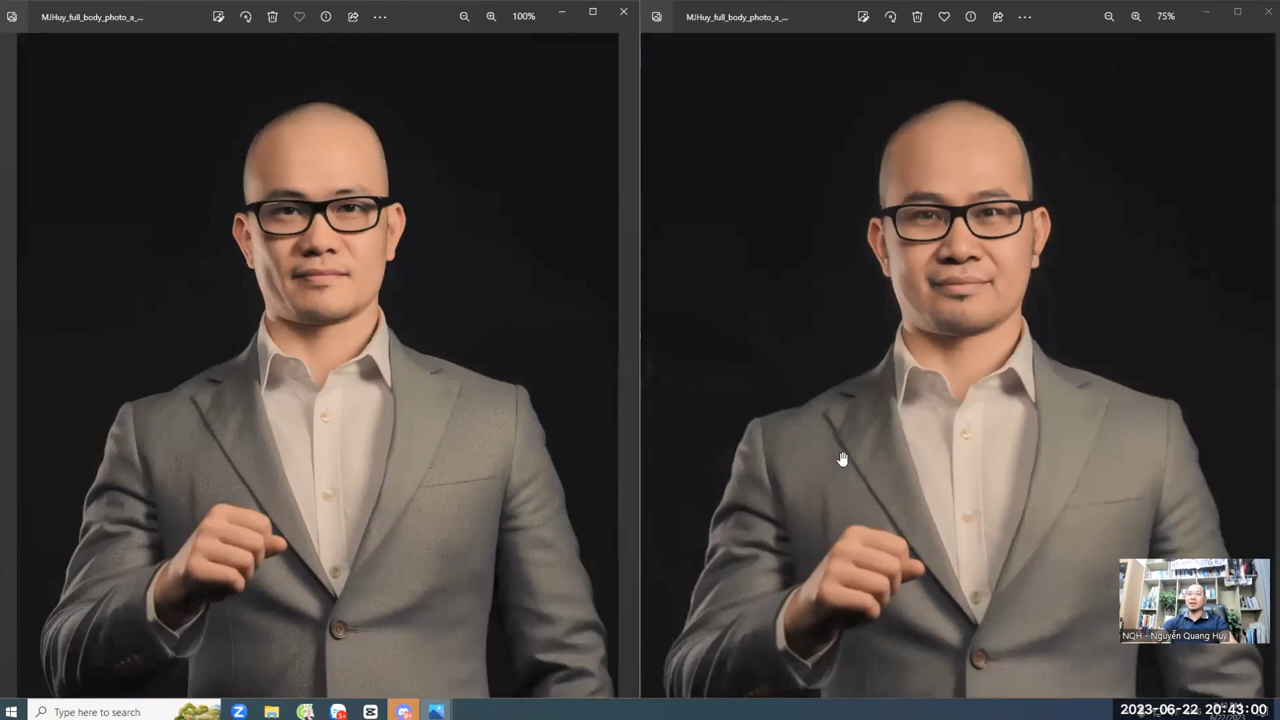 MJHuy_full_body_photo_a_...
100%
MJHuy_full_body_photo_a_...
75%
NQH - Nguyễn Quang Huy
Type here to search
2023-06-22 20:43:00